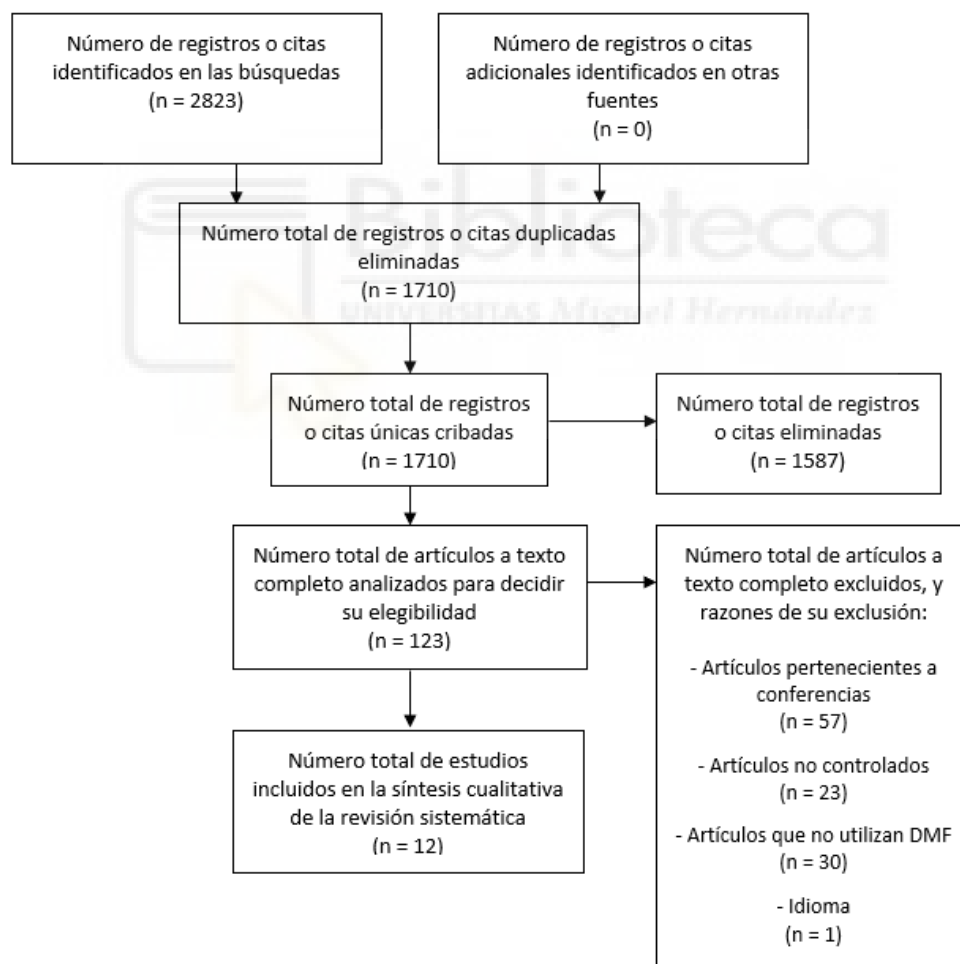 Número de registros o citas
identificados en las búsquedas
(n = 2823)
Número de registros o citas
adicionales identificados en otras
fuentes
(n = 0)
Biblioteca
UNIVERSITAS Miguel Hernández
Número total de registros o citas duplicadas
eliminadas
(n = 1710)
Número total de registros
o citas únicas cribadas
(n = 1710)
Número total de registros
o citas eliminadas
(n = 1587)
Número total de artículos a texto
completo analizados para decidir
su elegibilidad
(n = 123)
Número total de artículos a
texto completo excluidos, y
razones de su exclusión:
- Artículos pertenecientes a
conferencias
(n = 57)
- Artículos no controlados
(n = 23)
- Artículos que no utilizan DMF
(n = 30)
- Idioma
(n = 1)
Número total de estudios
incluidos en la síntesis cualitativa
de la revisión sistemática
(n = 12)